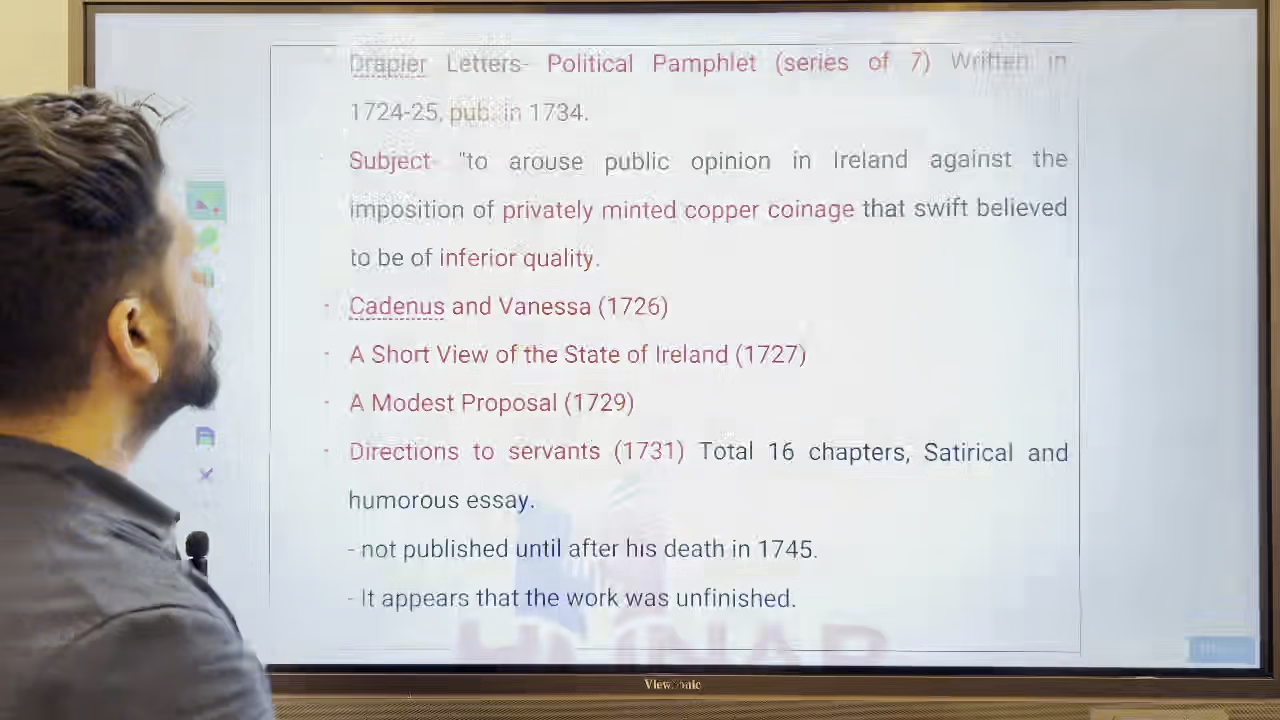 Drapier Letters- Political Pamphlet (series of 7) Written in
1724-25, pub. in 1734.
Subject- "to arouse public opinion in Ireland against the
imposition of privately minted copper coinage that swift believed
to be of inferior quality.
- Cadenus and Vanessa (1726)
- A Short View of the State of Ireland (1727)
- A Modest Proposal (1729)
- Directions to servants (1731) Total 16 chapters, Satirical and
humorous essay.
- not published until after his death in 1745.
- It appears that the work was unfinished.
ViewSonic